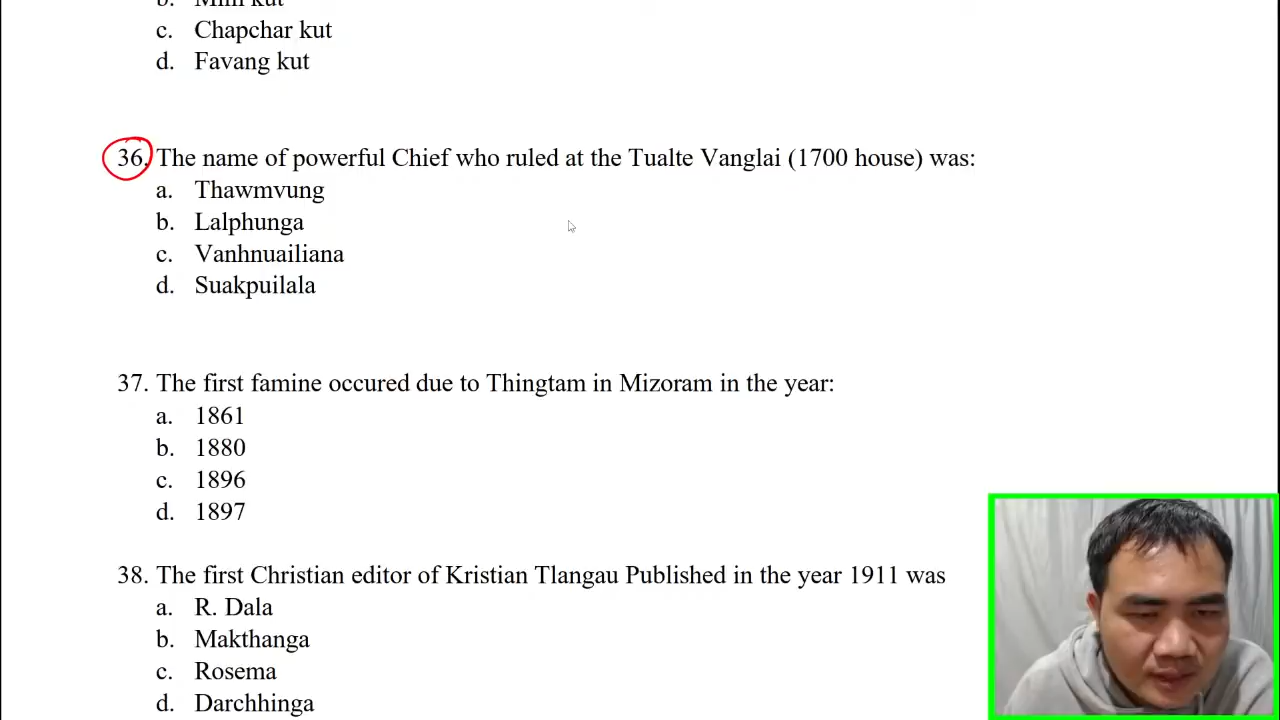 b. Mim kut
c. Chapchar kut
d. Favang kut
36. The name of powerful Chief who ruled at the Tualte Vanglai (1700 house) was:
a. Thawmvung
b. Lalphunga
c. Vanhnuailiana
d. Suakpuilala
37. The first famine occured due to Thingtam in Mizoram in the year:
a. 1861
b. 1880
c. 1896
d. 1897
38. The first Christian editor of Kristian Tlangau Published in the year 1911 was
a. R. Dala
b. Makthanga
c. Rosema
d. Darchhinga